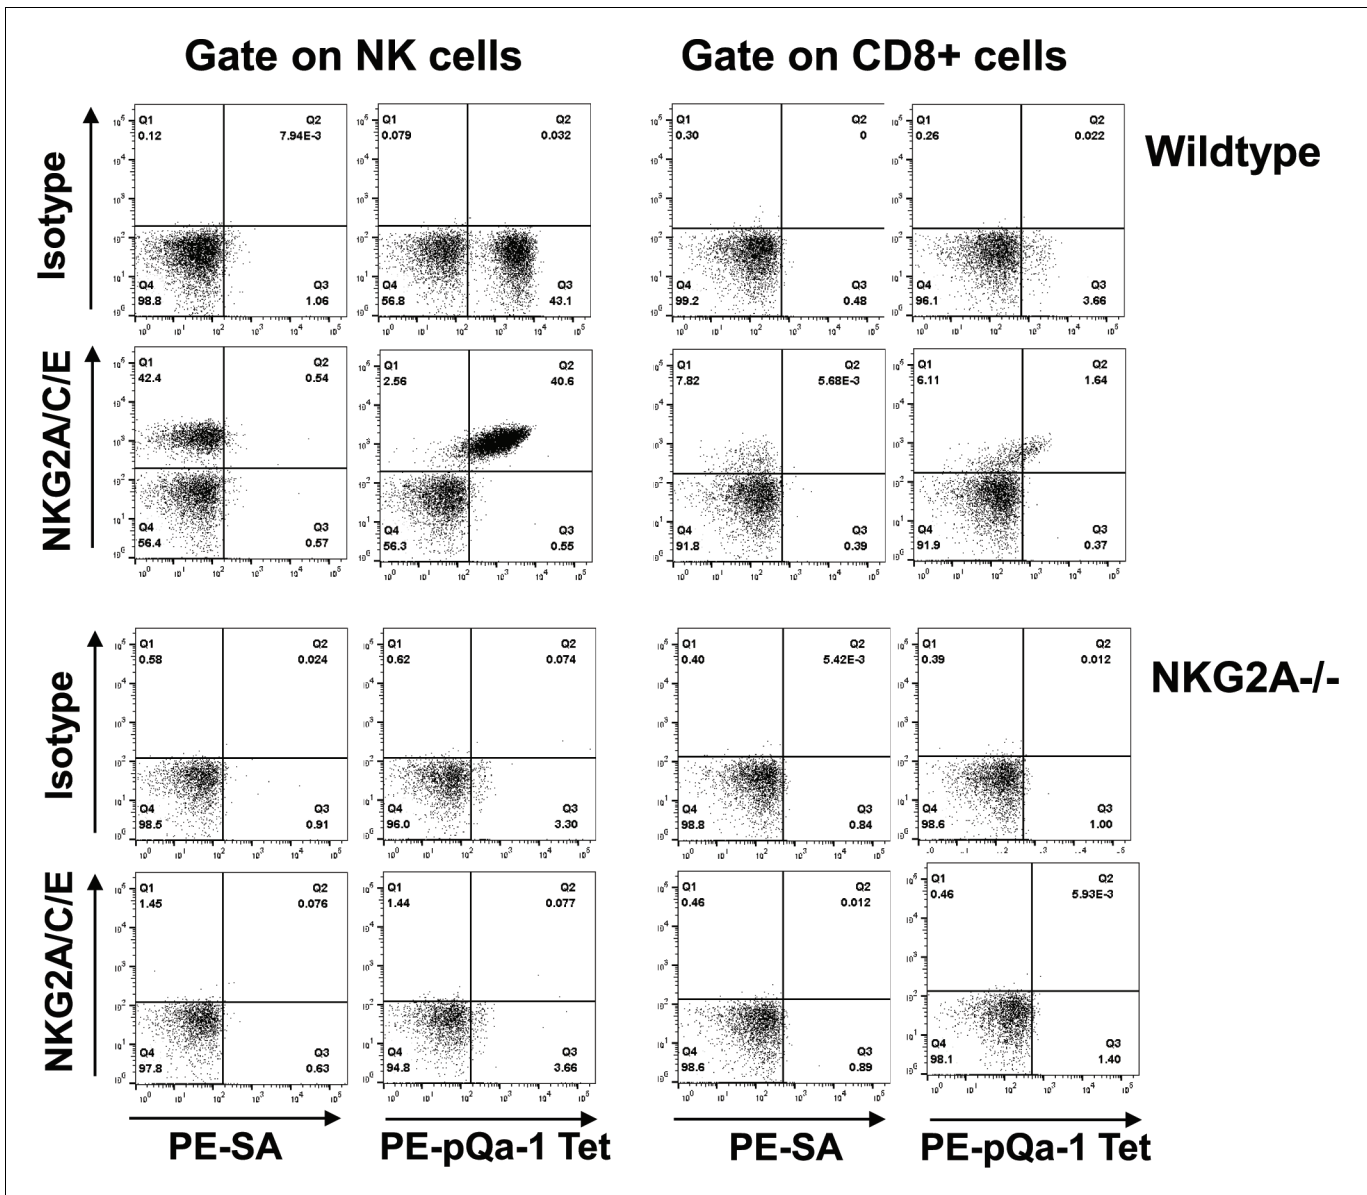 Gate on NK cells Gate on CD8+ cells
Wildtype
Isotype
Q1 Q2 Q1 Q2 Q1 Q2 Q1 Q2
0.12 7.94E-3 0.079 0.032 0.30 0 0.26 0.022
Q4 Q3 Q4 Q3 Q4 Q3 Q4 Q3
98.8 1.06 56.8 43.1 99.2 0.48 96.1 3.66
NKG2A/C/E
Q1 Q2 Q1 Q2 Q1 Q2 Q1 Q2
42.4 0.54 2.56 40.6 7.82 5.68E-3 6.11 1.64
Q4 Q3 Q4 Q3 Q4 Q3 Q4 Q3
56.4 0.57 56.3 0.55 91.8 0.39 91.9 0.37
NKG2A-/-
Isotype
Q1 Q2 Q1 Q2 Q1 Q2 Q1 Q2
0.58 0.024 0.62 0.074 0.40 5.42E-3 0.39 0.012
Q4 Q3 Q4 Q3 Q4 Q3 Q4 Q3
98.5 0.91 96.0 3.30 98.8 0.84 98.6 1.00
NKG2A/C/E
Q1 Q2 Q1 Q2 Q1 Q2 Q1 Q2
1.45 0.076 1.44 0.077 0.46 0.012 0.46 5.93E-3
Q4 Q3 Q4 Q3 Q4 Q3 Q4 Q3
97.8 0.63 94.8 3.66 98.6 0.89 98.1 1.40
PE-SA PE-pQa-1 Tet PE-SA PE-pQa-1 Tet